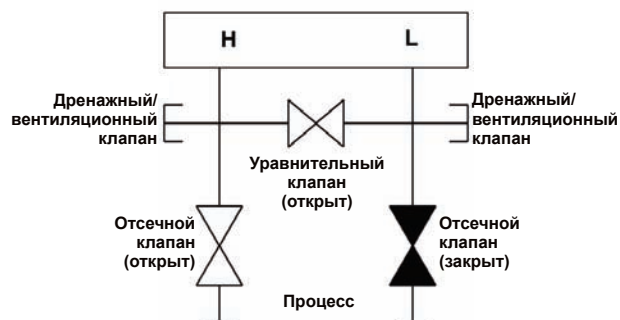 H
L
Дренажный/
вентиляционный
клапан
Дренажный/
вентиляционный
клапан
Уравнительный
клапан
(открыт)
Отсечной
клапан
(открыт)
Отсечной
клапан
(закрыт)
Процесс